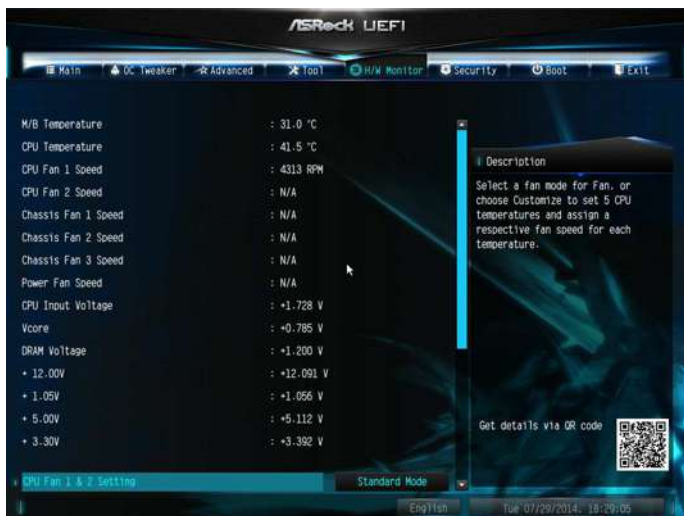 ASRock UEFI
Main OC Tweaker Advanced Tool H/W Monitor Security Boot Exit
M/B Temperature : 31.0 °C
CPU Temperature : 41.5 °C
CPU Fan 1 Speed : 4313 RPM
CPU Fan 2 Speed : N/A
Chassis Fan 1 Speed : N/A
Chassis Fan 2 Speed : N/A
Chassis Fan 3 Speed : N/A
Power Fan Speed : N/A
CPU Input Voltage : +1.728 V
Vcore : +0.785 V
DRAM Voltage : +1.200 V
+ 12.00V : +12.091 V
+ 1.05V : +1.056 V
+ 5.00V : +5.112 V
+ 3.30V : +3.392 V
CPU Fan 1 & 2 Setting Standard Mode
Description
Select a fan mode for Fan, or
choose Customize to set 5 CPU
temperatures and assign a
respective fan speed for each
temperature.
Get details via QR code
English Tue 07/29/2014, 18:29:05